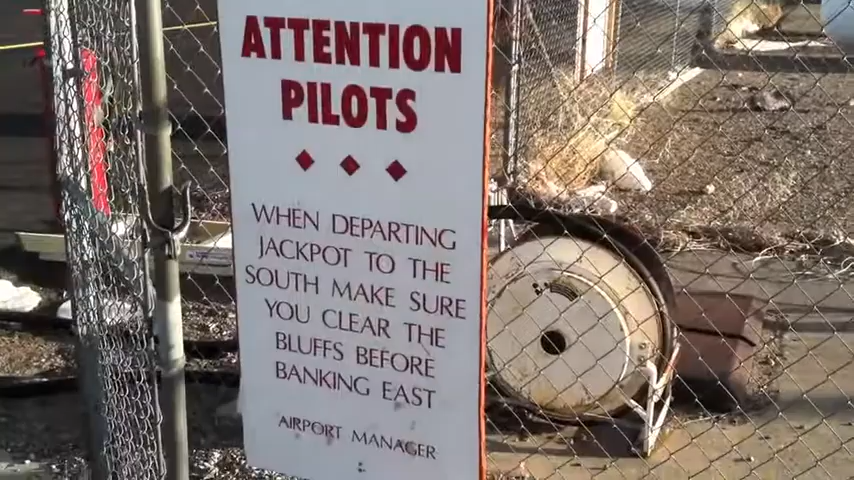 ATTENTION
PILOTS
WHEN DEPARTING
JACKPOT TO THE
SOUTH MAKE SURE
YOU CLEAR THE
BLUFFS BEFORE
BANKING EAST
AIRPORT MANAGER